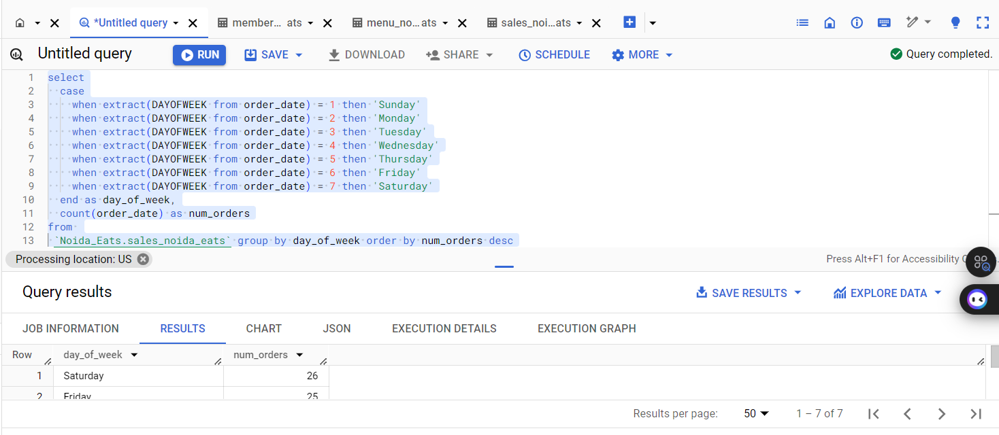 *Untitled query
member... ats
menu_no...ats
sales_noi...ats
Untitled query
RUN
SAVE
DOWNLOAD
SHARE
SCHEDULE
MORE
Query completed.
1 select
2 case
3 when extract(DAYOFWEEK from order_date) = 1 then 'Sunday'
4 when extract(DAYOFWEEK from order_date) = 2 then 'Monday'
5 when extract(DAYOFWEEK from order_date) = 3 then 'Tuesday'
6 when extract(DAYOFWEEK from order_date) = 4 then 'Wednesday'
7 when extract(DAYOFWEEK from order_date) = 5 then 'Thursday'
8 when extract(DAYOFWEEK from order_date) = 6 then 'Friday'
9 when extract(DAYOFWEEK from order_date) = 7 then 'Saturday'
10 end as day_of_week,
11 count(order_date) as num_orders
12 from
13 `Noida_Eats.sales_noida_eats` group by day_of_week order by num_orders desc
Processing location: US
Press Alt+F1 for Accessibility
Query results
SAVE RESULTS
EXPLORE DATA
JOB INFORMATION
RESULTS
CHART
JSON
EXECUTION DETAILS
EXECUTION GRAPH
Row day_of_week num_orders
1 Saturday 26
2 Friday 25
Results per page: 50 1 – 7 of 7